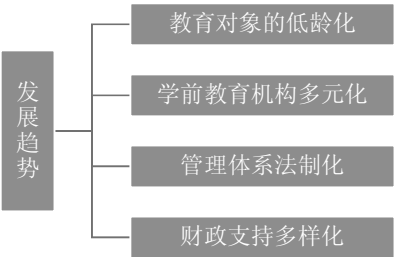 发展趋势
教育对象的低龄化
学前教育机构多元化
管理体系法制化
财政支持多样化